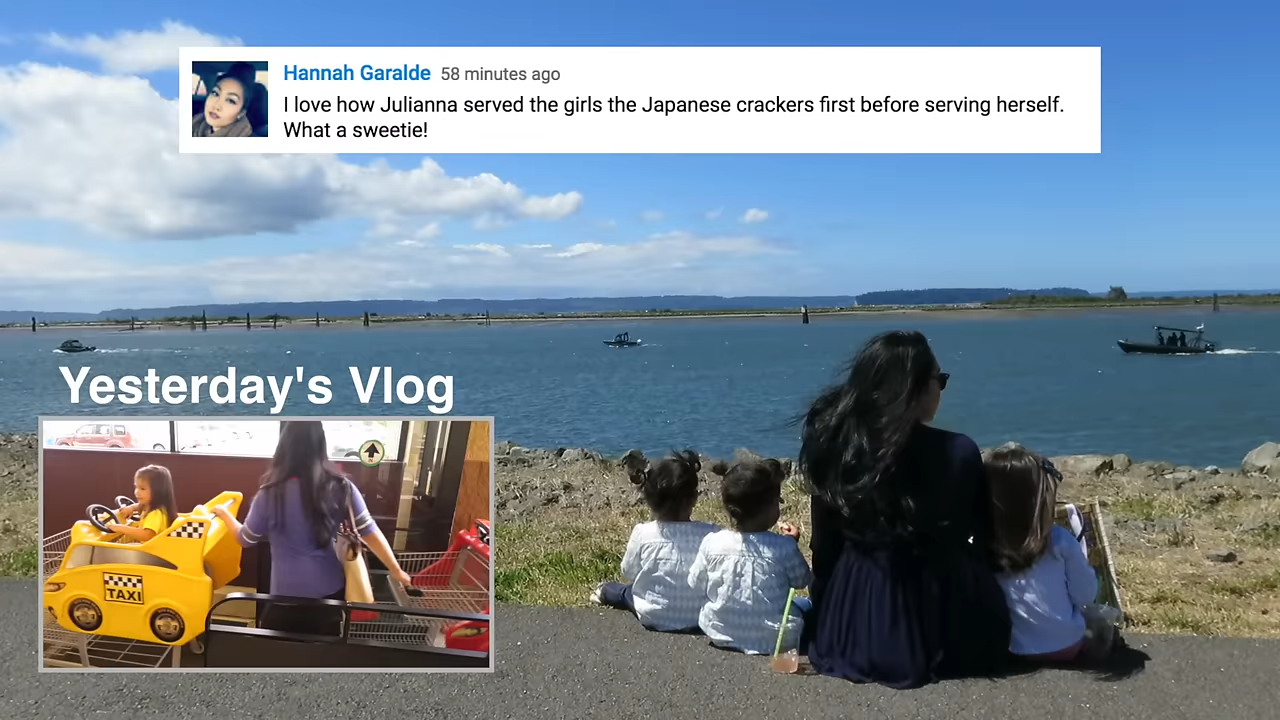 Hannah Garalde 58 minutes ago
I love how Julianna served the girls the Japanese crackers first before serving herself.
What a sweetie!
Yesterday's Vlog
TAXI